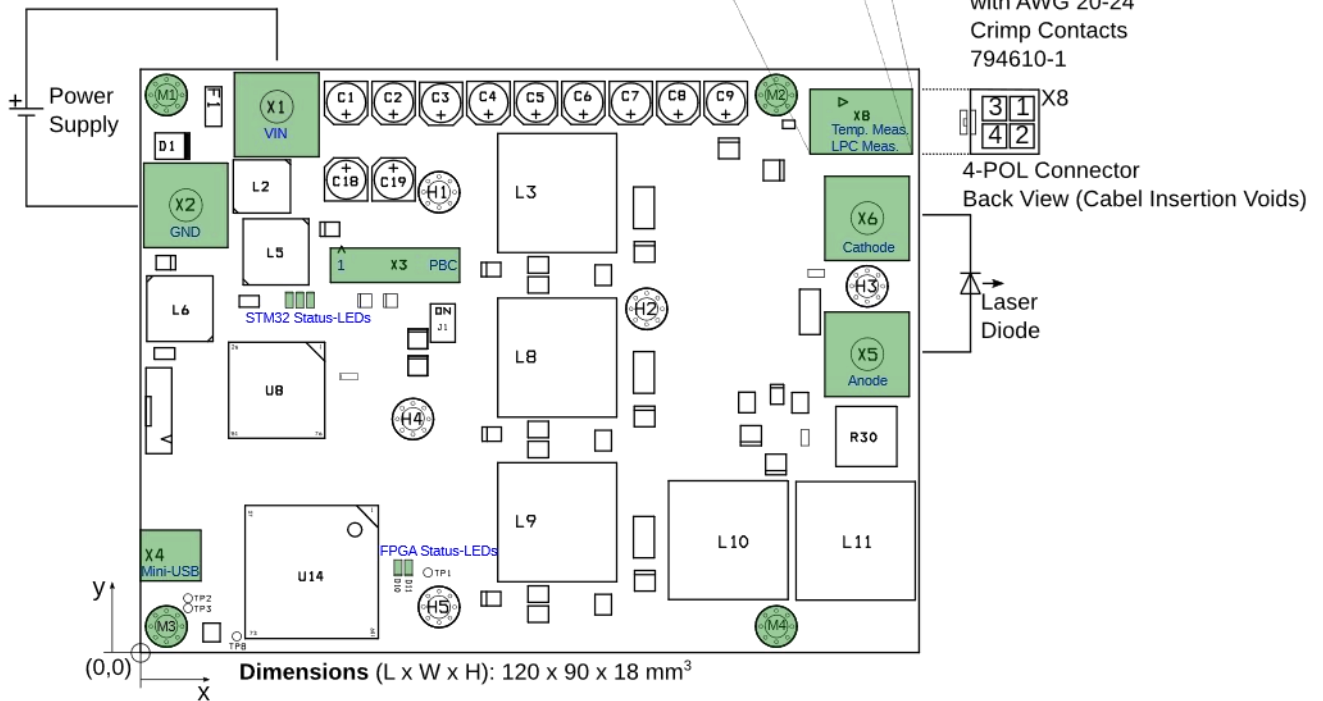 with AWG 20-24
Crimp Contacts
794610-1
M1
F1
X1
VIN
C1
C2
C3
C4
C5
C6
C7
C8
C9
M2
X8
Temp. Meas.
LPC Meas.
3 1
4 2
X8
+
Power
Supply
D1
4-POL Connector
Back View (Cabel Insertion Voids)
L2
C18
C19
H1
L3
X2
GND
X6
Cathode
L5
1 X3 PBC
H3
L6
STM32 Status-LEDs
ON
J1
H2
Laser
Diode
L8
X5
Anode
U8
H4
R30
L9
L10
L11
X4
Mini-USB
U14
FPGA Status-LEDs
D10
D11
TP1
H5
y
TP2
TP3
M3
M4
TP8
(0,0)
x
Dimensions (L x W x H): 120 x 90 x 18 mm³